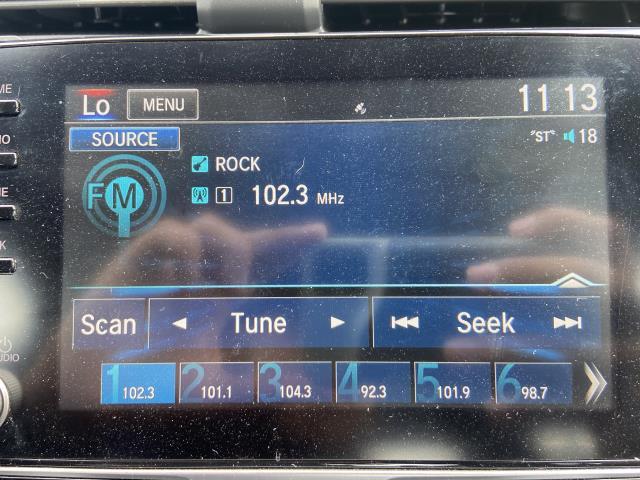 Lo MENU 11 13
SOURCE "ST" 18
FM ROCK
1 102.3 MHz
Scan Tune Seek
1 102.3 2 101.1 3 104.3 4 92.3 5 101.9 6 98.7